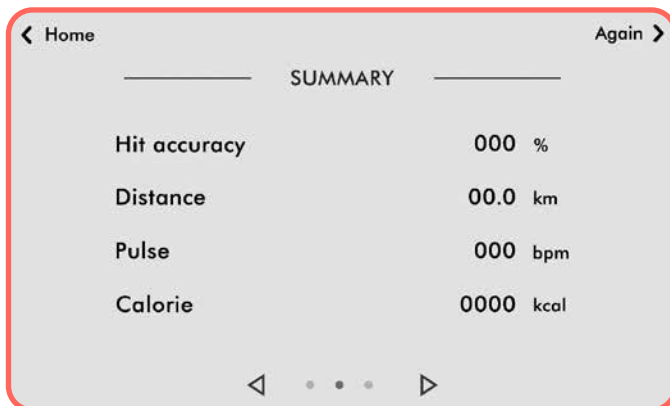 Home Again
SUMMARY
Hit accuracy 000 %
Distance 00.0 km
Pulse 000 bpm
Calorie 0000 kcal